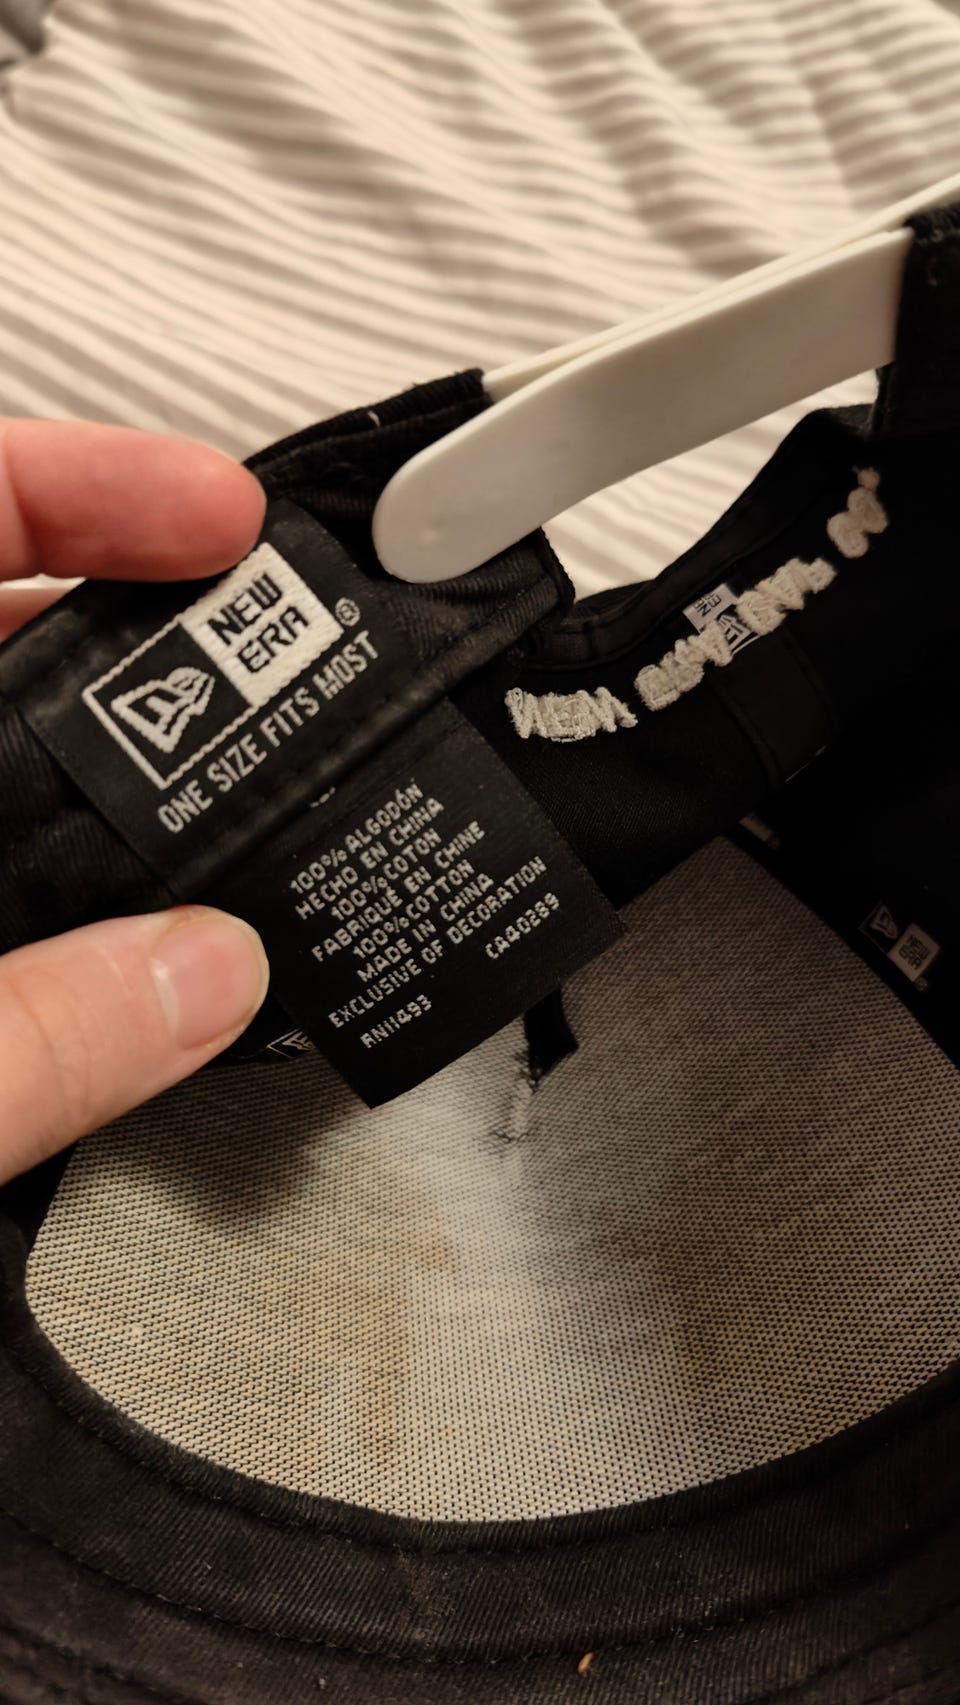 NEW
ERA®
ONE SIZE FITS MOST
100% ALGODÓN
HECHO EN CHINA
100% COTON
FABRIQUÉ EN CHINE
100% COTTON
MADE IN CHINA
EXCLUSIVE OF DECORATION
RN11493 CA40289